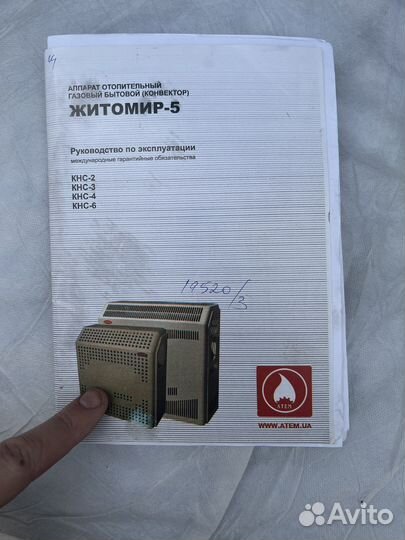 АППАРАТ ОТОПИТЕЛЬНЫЙ
ГАЗОВЫЙ БЫТОВОЙ (КОНВЕКТОР)
ЖИТОМИР-5
Руководство по эксплуатации
международные гарантийные обязательства
КНС-2
КНС-3
КНС-4
КНС-6
19520/3
ATEM
WWW.ATEM.UA
Avito